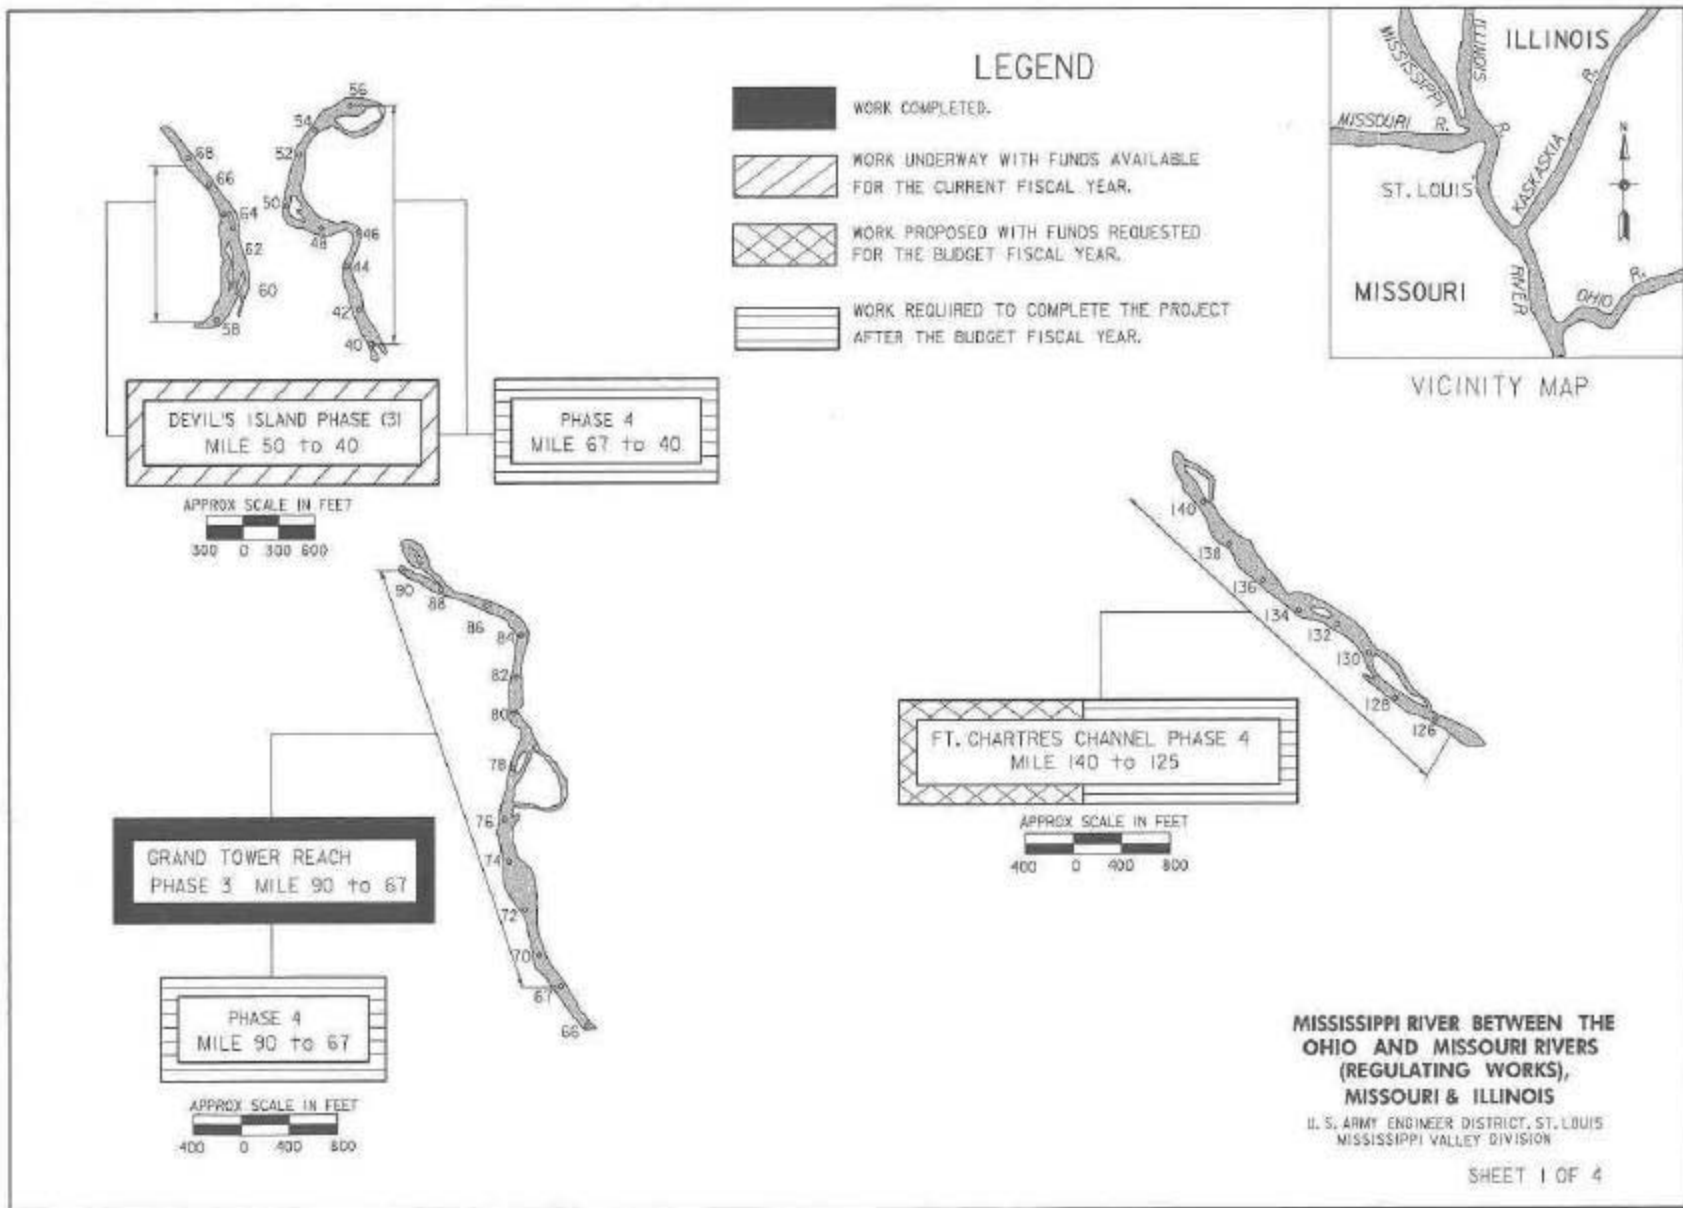 LEGEND
WORK COMPLETED.
WORK UNDERWAY WITH FUNDS AVAILABLE
FOR THE CURRENT FISCAL YEAR.
WORK PROPOSED WITH FUNDS REQUESTED
FOR THE BUDGET FISCAL YEAR.
WORK REQUIRED TO COMPLETE THE PROJECT
AFTER THE BUDGET FISCAL YEAR.
MISSISSIPPI
ILLINOIS
ILLINOIS
MISSOURI R.
R.
KASKASKIA R.
N
ST. LOUIS
MISSOURI
RIVER
OHIO R.
VICINITY MAP
68
66
64
62
60
58
56
54
52
50
48
46
44
42
40
DEVIL'S ISLAND PHASE (3)
MILE 50 to 40
APPROX SCALE IN FEET
300 0 300 600
PHASE 4
MILE 67 to 40
90
88
86
84
82
80
78
76
74
72
70
67
66
GRAND TOWER REACH
PHASE 3 MILE 90 to 67
PHASE 4
MILE 90 to 67
APPROX SCALE IN FEET
400 0 400 800
140
138
136
134
132
130
128
126
FT. CHARTRES CHANNEL PHASE 4
MILE 140 to 125
APPROX SCALE IN FEET
400 0 400 800
MISSISSIPPI RIVER BETWEEN THE
OHIO AND MISSOURI RIVERS
(REGULATING WORKS),
MISSOURI & ILLINOIS
U. S. ARMY ENGINEER DISTRICT, ST. LOUIS
MISSISSIPPI VALLEY DIVISION
SHEET 1 OF 4